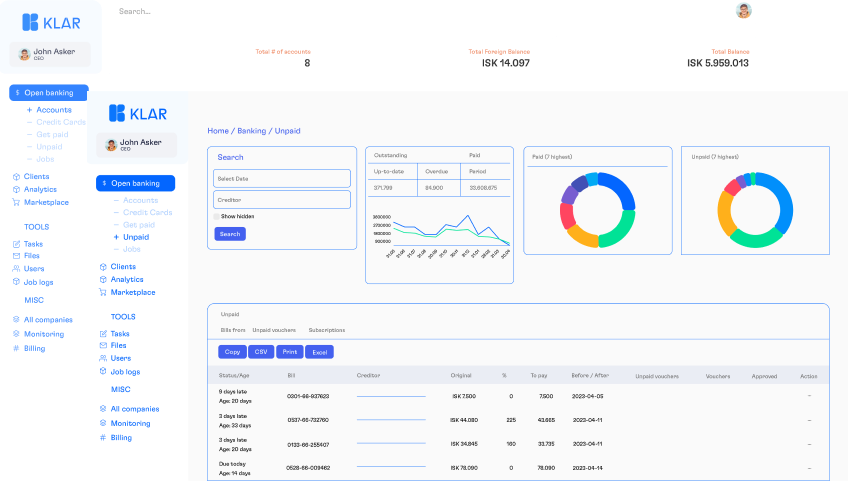 KLAR
Search...
John Asker
CEO
Total # of accounts
8
Total Foreign Balance
ISK 14.097
Total Balance
ISK 5.959.013
$ Open banking
+ Accounts
– Credit Cards
– Get paid
– Unpaid
– Jobs
Clients
Analytics
Marketplace
TOOLS
Tasks
Files
Users
Job logs
MISC
All companies
Monitoring
# Billing
KLAR
John Asker
CEO
$ Open banking
– Accounts
– Credit Cards
– Get paid
+ Unpaid
– Jobs
Clients
Analytics
Marketplace
TOOLS
Tasks
Files
Users
Job logs
MISC
All companies
Monitoring
# Billing
Home / Banking / Unpaid
Search
Select Date
Creditor
Show hidden
Search
Outstanding Paid
Up-to-date Overdue Period
371,799 84,900 33,608,675
3600000
2700000
1800000
900000
Paid (7 highest)
Unpaid (7 highest)
Unpaid
Bills from Unpaid vouchers Subscriptions
Copy CSV Print Excel
Status/Age Bill Creditor Original % To pay Before / After Unpaid vouchers Vouchers Approved Action
9 days late
Age: 20 days
0301-66-937623 ISK 7.500 0 7.500 2023-04-05 –
3 days late
Age: 33 days
0537-66-732760 ISK 44.080 225 43.665 2023-04-11 –
3 days late
Age: 20 days
0133-66-255407 ISK 34.845 160 33.735 2023-04-11 –
Due today
Age: 14 days
0528-66-009462 ISK 78.090 0 78.090 2023-04-14 –